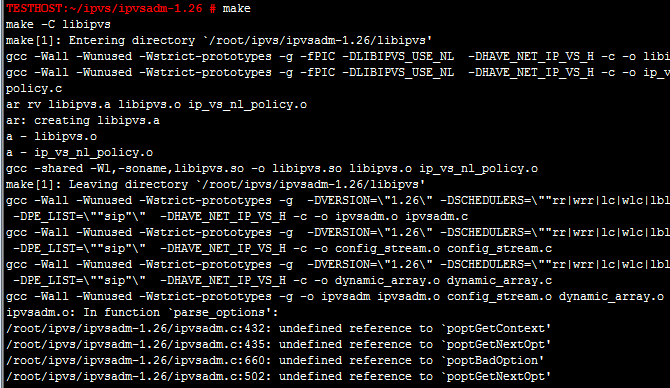 TESTHOST:~/ipvs/ipvsadm-1.26 # make
make -C libipvs
make[1]: Entering directory `/root/ipvs/ipvsadm-1.26/libipvs'
gcc -Wall -Wunused -Wstrict-prototypes -g -fPIC -DLIBIPVS_USE_NL  -DHAVE_NET_IP_VS_H -c -o libi
gcc -Wall -Wunused -Wstrict-prototypes -g -fPIC -DLIBIPVS_USE_NL  -DHAVE_NET_IP_VS_H -c -o ip_v
policy.c
ar rv libipvs.a libipvs.o ip_vs_nl_policy.o
ar: creating libipvs.a
a - libipvs.o
a - ip_vs_nl_policy.o
gcc -shared -Wl,-soname,libipvs.so -o libipvs.so libipvs.o ip_vs_nl_policy.o
make[1]: Leaving directory `/root/ipvs/ipvsadm-1.26/libipvs'
gcc -Wall -Wunused -Wstrict-prototypes -g  -DVERSION=\"1.26\" -DSCHEDULERS=\""rr|wrr|lc|wlc|lbl
 -DPE_LIST=\""sip"\"  -DHAVE_NET_IP_VS_H -c -o ipvsadm.o ipvsadm.c
gcc -Wall -Wunused -Wstrict-prototypes -g  -DVERSION=\"1.26\" -DSCHEDULERS=\""rr|wrr|lc|wlc|lbl
 -DPE_LIST=\""sip"\"  -DHAVE_NET_IP_VS_H -c -o config_stream.o config_stream.c
gcc -Wall -Wunused -Wstrict-prototypes -g  -DVERSION=\"1.26\" -DSCHEDULERS=\""rr|wrr|lc|wlc|lbl
 -DPE_LIST=\""sip"\"  -DHAVE_NET_IP_VS_H -c -o dynamic_array.o dynamic_array.c
gcc -Wall -Wunused -Wstrict-prototypes -g -o ipvsadm ipvsadm.o config_stream.o dynamic_array.o
ipvsadm.o: In function `parse_options':
/root/ipvs/ipvsadm-1.26/ipvsadm.c:432: undefined reference to `poptGetContext'
/root/ipvs/ipvsadm-1.26/ipvsadm.c:435: undefined reference to `poptGetNextOpt'
/root/ipvs/ipvsadm-1.26/ipvsadm.c:660: undefined reference to `poptBadOption'
/root/ipvs/ipvsadm-1.26/ipvsadm.c:502: undefined reference to `poptGetNextOpt'